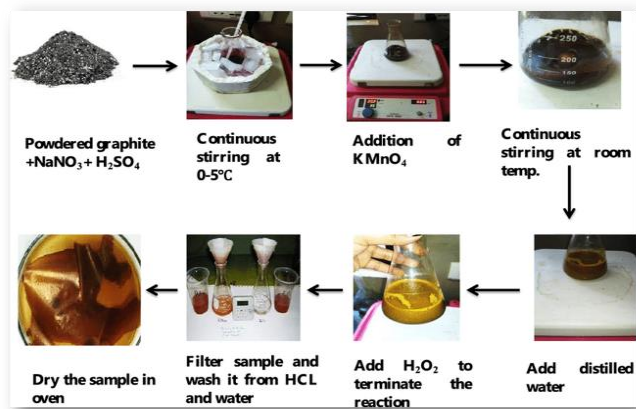 Powdered graphite
+NaNO₃+ H₂SO₄
Continuous
stirring at
0-5℃
Addition of
KMnO₄
250
200
Continuous
stirring at room
temp.
Dry the sample in
oven
Filter sample and
wash it from HCL
and water
Add H₂O₂ to
terminate the
reaction
Add distilled
water